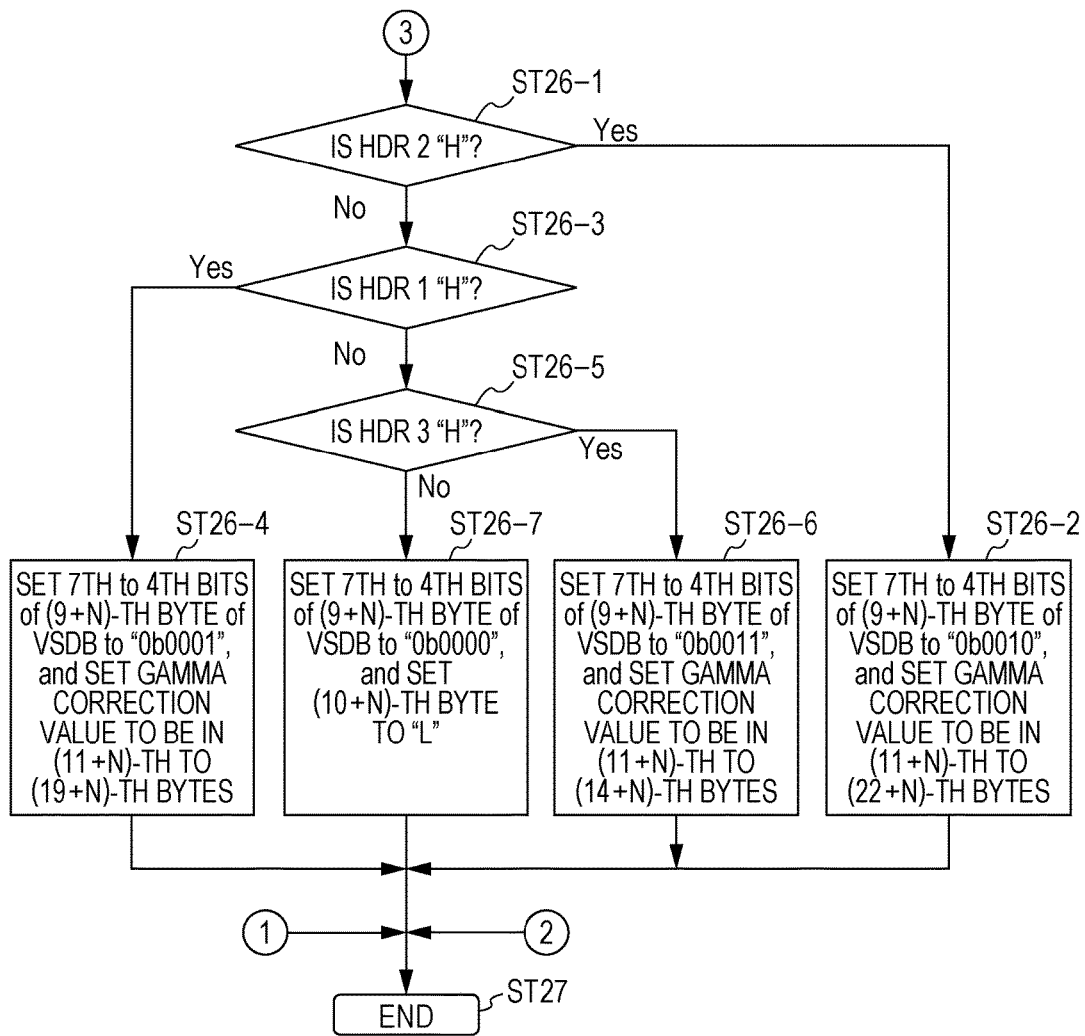 3
ST26-1
IS HDR 2 “H”?
Yes
No
ST26-3
Yes
IS HDR 1 “H”?
No
ST26-5
IS HDR 3 “H”?
Yes
No
ST26-4
SET 7TH to 4TH BITS
of (9+N)-TH BYTE of
VSDB to “0b0001”,
and SET GAMMA
CORRECTION
VALUE TO BE IN
(11+N)-TH TO
(19+N)-TH BYTES
ST26-7
SET 7TH to 4TH BITS
of (9+N)-TH BYTE of
VSDB to “0b0000”,
and SET
(10+N)-TH BYTE
TO “L”
ST26-6
SET 7TH to 4TH BITS
of (9+N)-TH BYTE of
VSDB to “0b0011”,
and SET GAMMA
CORRECTION
VALUE TO BE IN
(11+N)-TH TO
(14+N)-TH BYTES
ST26-2
SET 7TH to 4TH BITS
of (9+N)-TH BYTE of
VSDB to “0b0010”,
and SET GAMMA
CORRECTION
VALUE TO BE IN
(11+N)-TH TO
(22+N)-TH BYTES
1
2
ST27
END